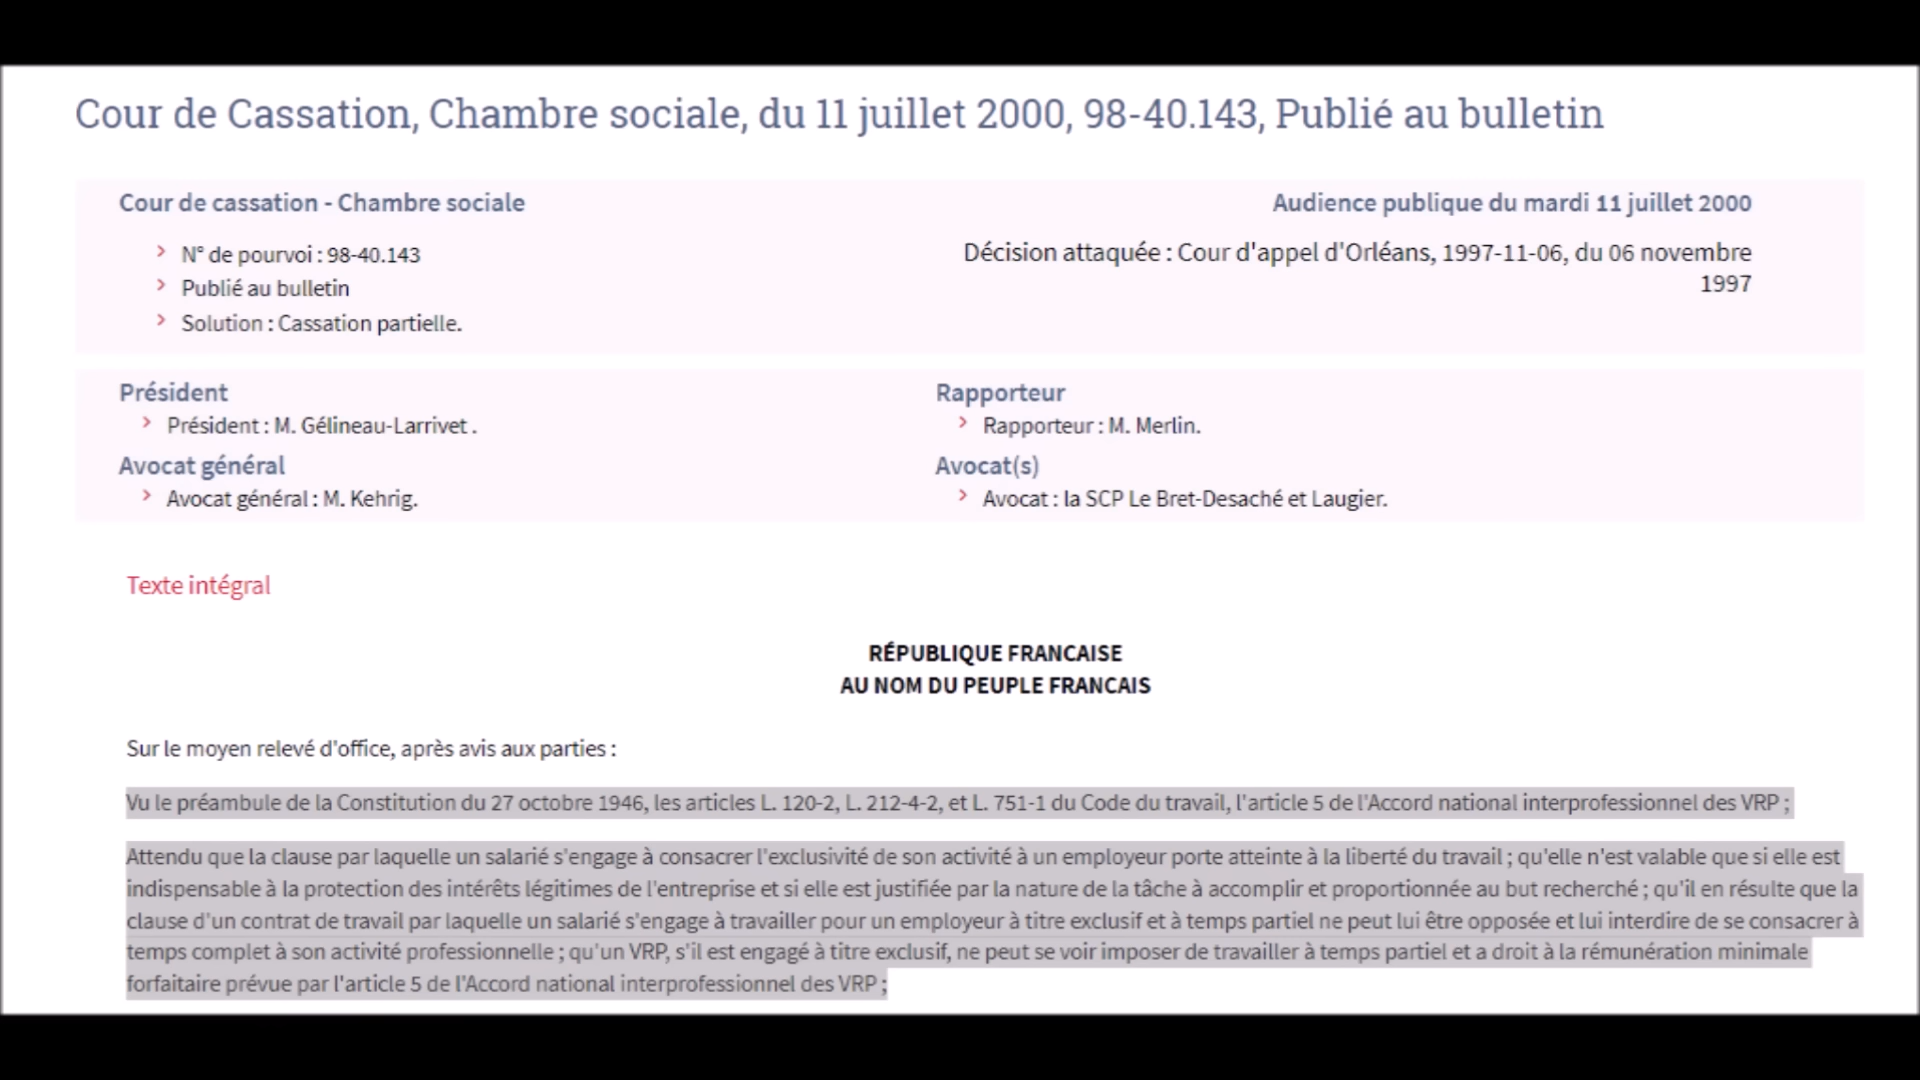 Cour de Cassation, Chambre sociale, du 11 juillet 2000, 98-40.143, Publié au bulletin
Cour de cassation - Chambre sociale
N° de pourvoi : 98-40.143
Publié au bulletin
Solution : Cassation partielle.
Audience publique du mardi 11 juillet 2000
Décision attaquée : Cour d'appel d'Orléans, 1997-11-06, du 06 novembre
1997
Président
Président : M. Gélineau-Larrivet .
Rapporteur
Rapporteur : M. Merlin.
Avocat général
Avocat général : M. Kehrig.
Avocat(s)
Avocat : la SCP Le Bret-Desaché et Laugier.
Texte intégral
RÉPUBLIQUE FRANCAISE
AU NOM DU PEUPLE FRANCAIS
Sur le moyen relevé d'office, après avis aux parties :
Vu le préambule de la Constitution du 27 octobre 1946, les articles L. 120-2, L. 212-4-2, et L. 751-1 du Code du travail, l'article 5 de l'Accord national interprofessionnel des VRP ;
Attendu que la clause par laquelle un salarié s'engage à consacrer l'exclusivité de son activité à un employeur porte atteinte à la liberté du travail ; qu'elle n'est valable que si elle est
indispensable à la protection des intérêts légitimes de l'entreprise et si elle est justifiée par la nature de la tâche à accomplir et proportionnée au but recherché ; qu'il en résulte que la
clause d'un contrat de travail par laquelle un salarié s'engage à travailler pour un employeur à titre exclusif et à temps partiel ne peut lui être opposée et lui interdire de se consacrer à
temps complet à son activité professionnelle ; qu'un VRP, s'il est engagé à titre exclusif, ne peut se voir imposer de travailler à temps partiel et a droit à la rémunération minimale
forfaitaire prévue par l'article 5 de l'Accord national interprofessionnel des VRP ;